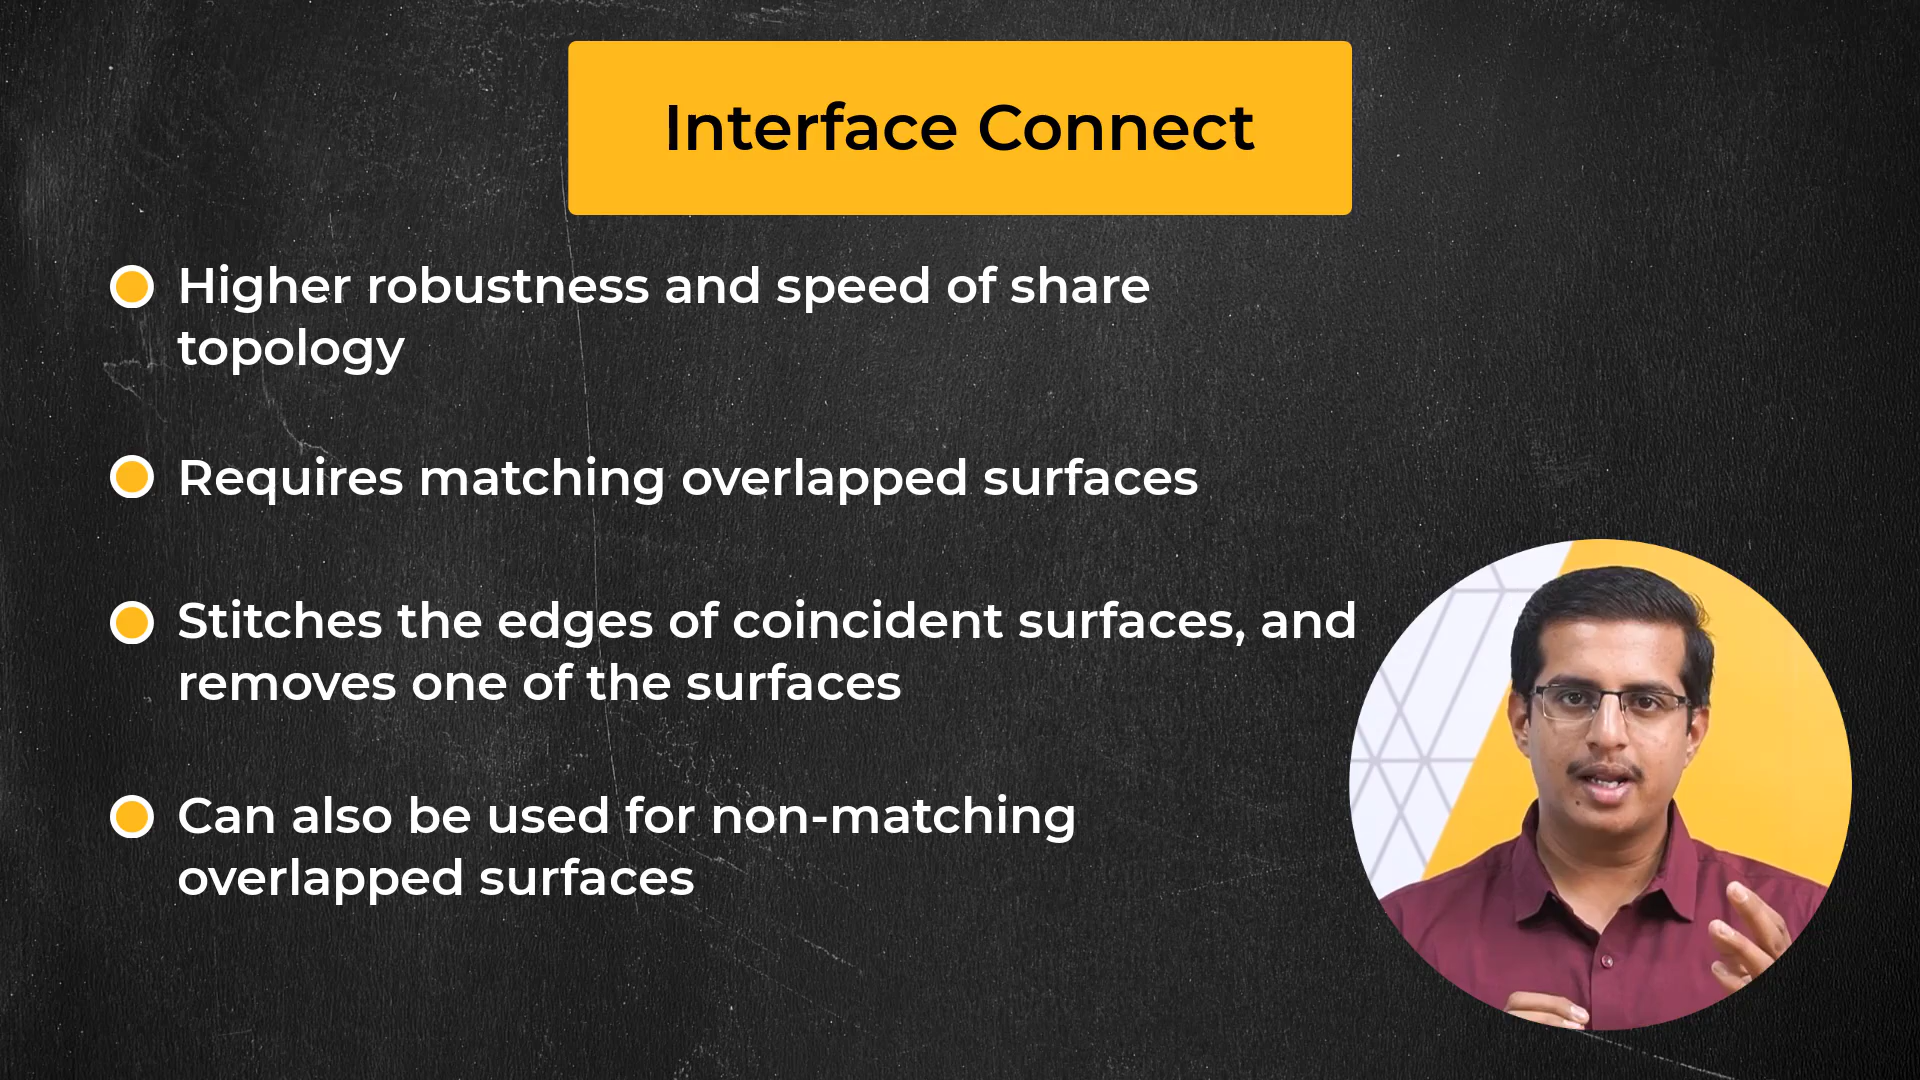 Interface Connect
Higher robustness and speed of share
topology
Requires matching overlapped surfaces
Stitches the edges of coincident surfaces, and
removes one of the surfaces
Can also be used for non-matching
overlapped surfaces